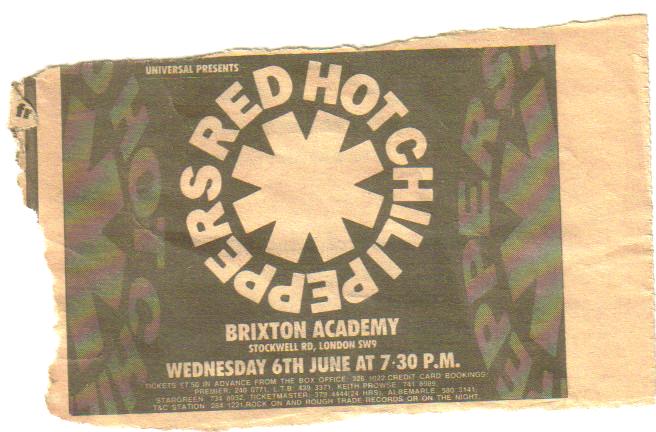 UNIVERSAL PRESENTS
RED HOT CHILI PEPPERS
BRIXTON ACADEMY
STOCKWELL RD, LONDON SW9
WEDNESDAY 6TH JUNE AT 7·30 P.M.
TICKETS £7.50 IN ADVANCE FROM THE BOX OFFICE: 326 1022. CREDIT CARD BOOKINGS:
PREMIER: 240 0771, L.T.B: 439 3371, KEITH PROWSE: 741 8989,
STARGREEN: 734 8932, TICKETMASTER: 379 4444(24 HRS), ALBEMARLE: 580 3141,
T&C STATION: 284 1221, ROCK ON AND ROUGH TRADE RECORDS OR ON THE NIGHT.